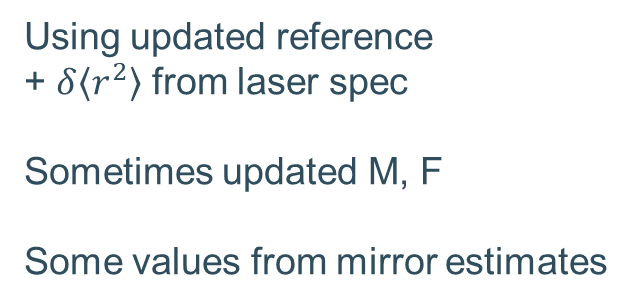 Using updated reference
+ δ⟨r²⟩ from laser spec
Sometimes updated M, F
Some values from mirror estimates